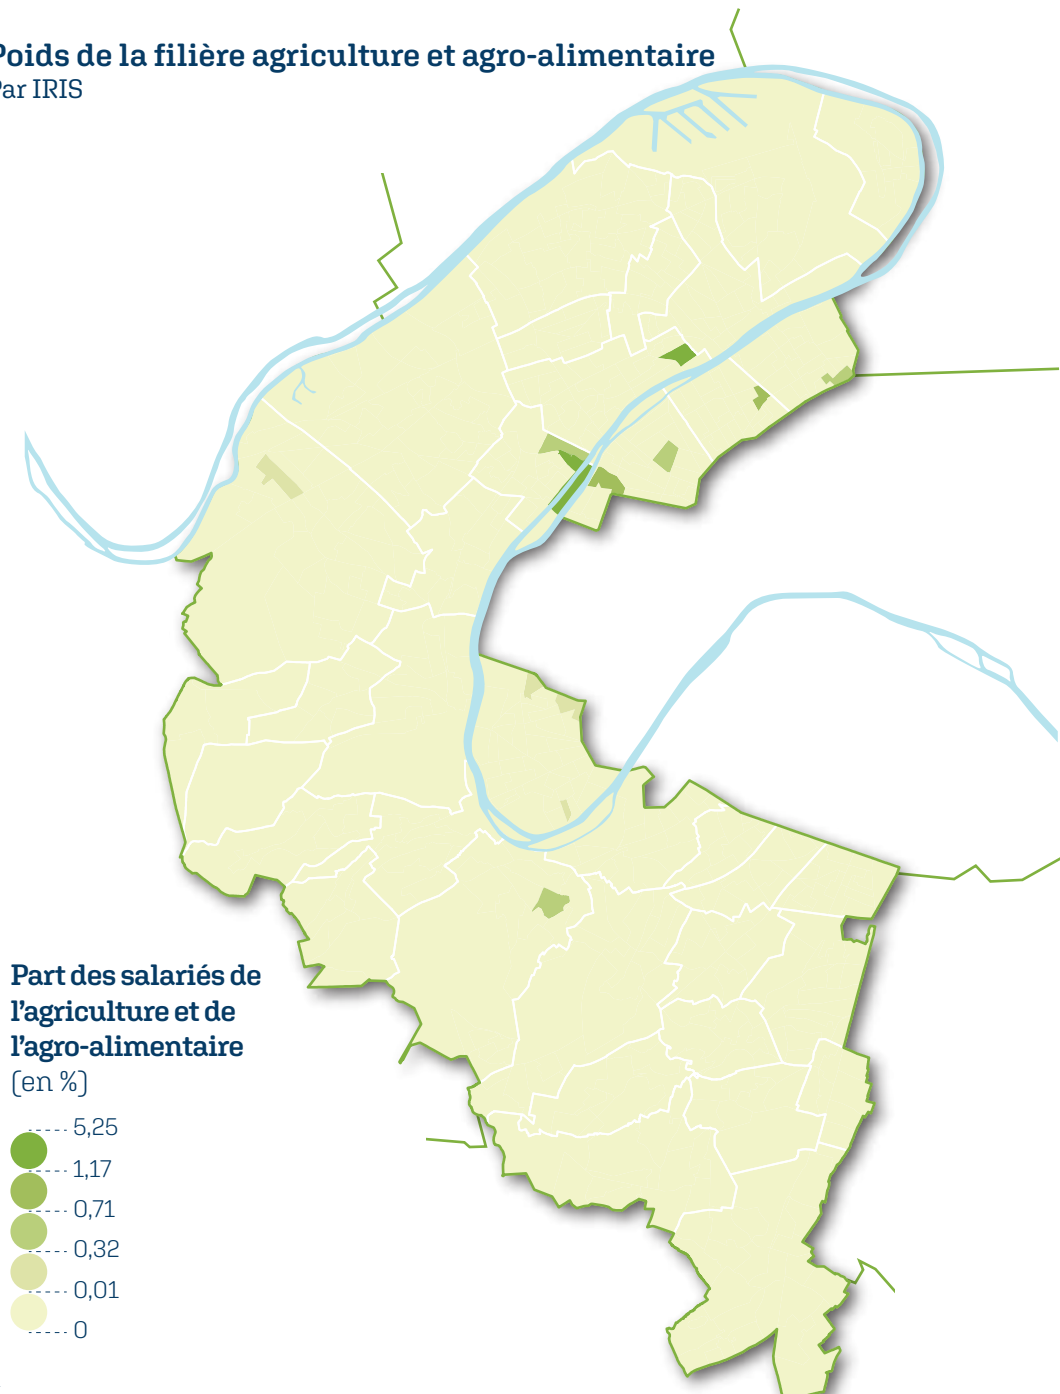 Poids de la filière agriculture et agro-alimentaire
Par IRIS
Part des salariés de
l’agriculture et de
l’agro-alimentaire
(en %)
5,25
1,17
0,71
0,32
0,01
0